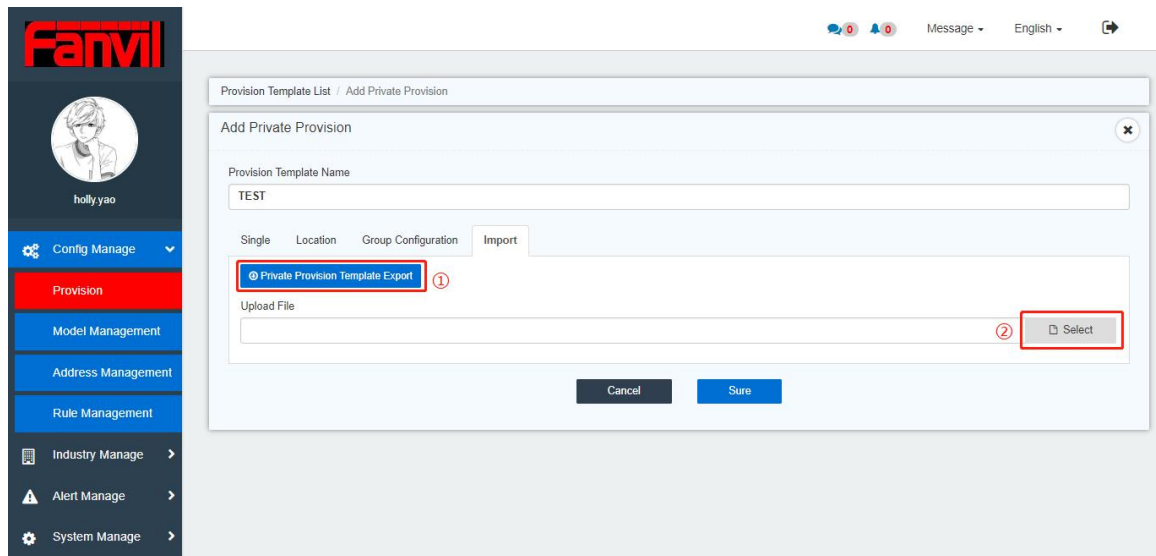 Fanvil
0 0 Message English
Provision Template List / Add Private Provision
Add Private Provision
holly.yao
Provision Template Name
TEST
Config Manage
Provision
Model Management
Address Management
Rule Management
Industry Manage
Alert Manage
System Manage
Single Location Group Configuration Import
Private Provision Template Export ①
Upload File
② Select
Cancel Sure